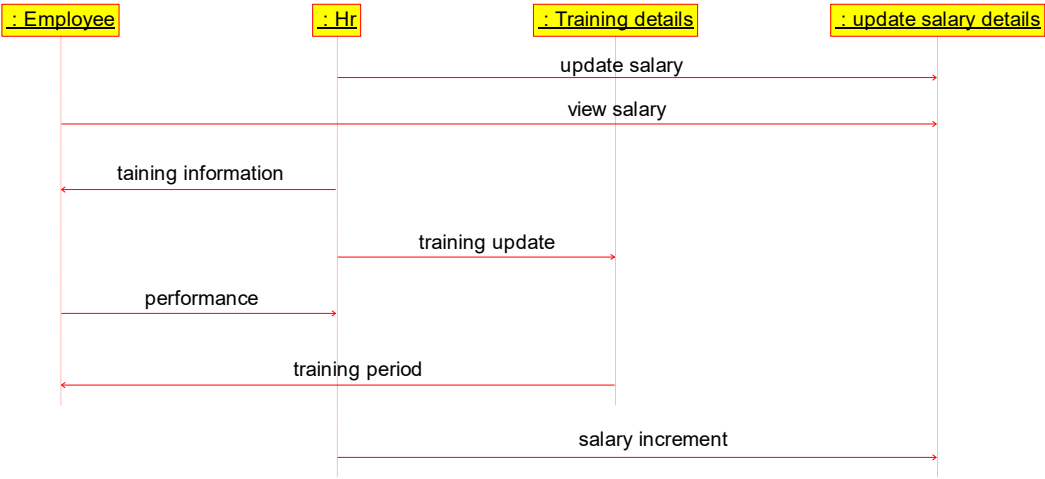 : Employee
: Hr
: Training details
: update salary details
update salary
view salary
taining information
training update
performance
training period
salary increment